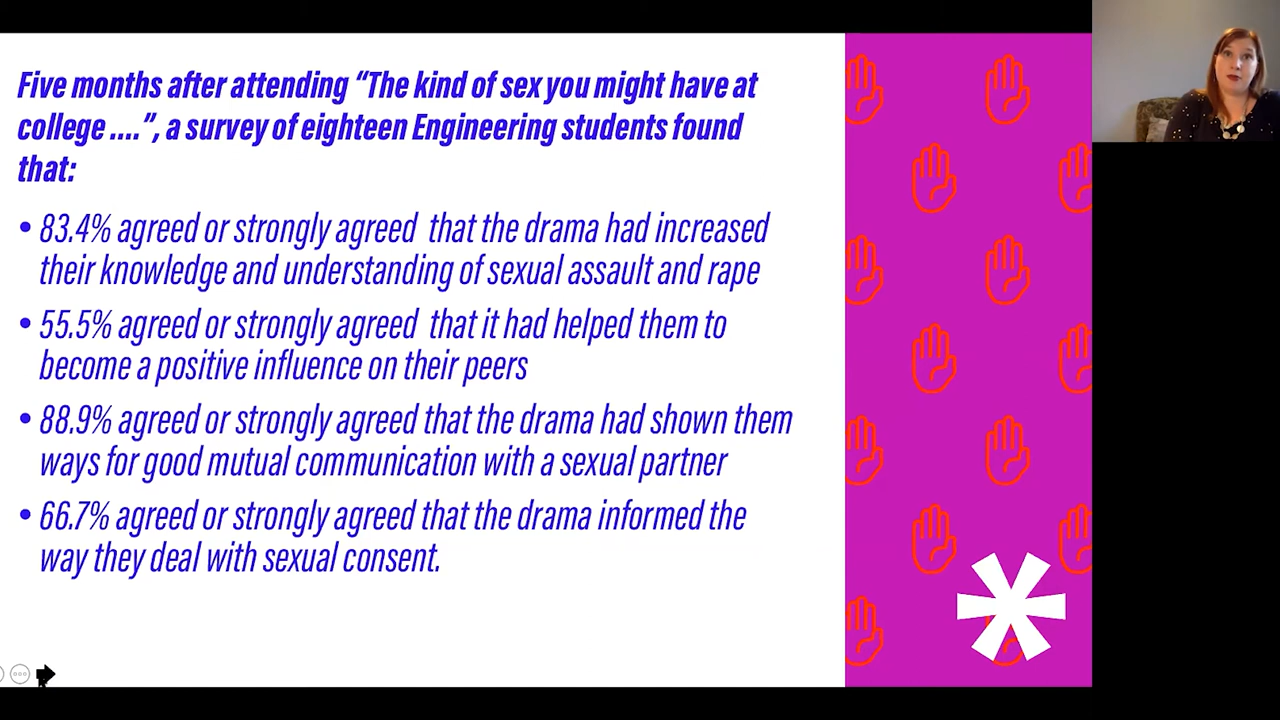 Five months after attending “The kind of sex you might have at
college ....”, a survey of eighteen Engineering students found
that:
• 83.4% agreed or strongly agreed  that the drama had increased
their knowledge and understanding of sexual assault and rape
• 55.5% agreed or strongly agreed  that it had helped them to
become a positive influence on their peers
• 88.9% agreed or strongly agreed that the drama had shown them
ways for good mutual communication with a sexual partner
• 66.7% agreed or strongly agreed that the drama informed the
way they deal with sexual consent.